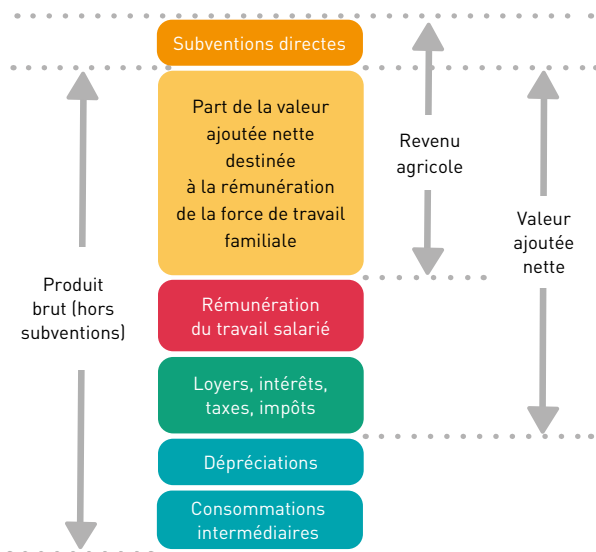 Subventions directes
Part de la valeur
ajoutée nette
destinée
à la rémunération
de la force de travail
familiale
Revenu
agricole
Valeur
ajoutée
nette
Produit
brut (hors
subventions)
Rémunération
du travail salarié
Loyers, intérêts,
taxes, impôts
Dépréciations
Consommations
intermédiaires